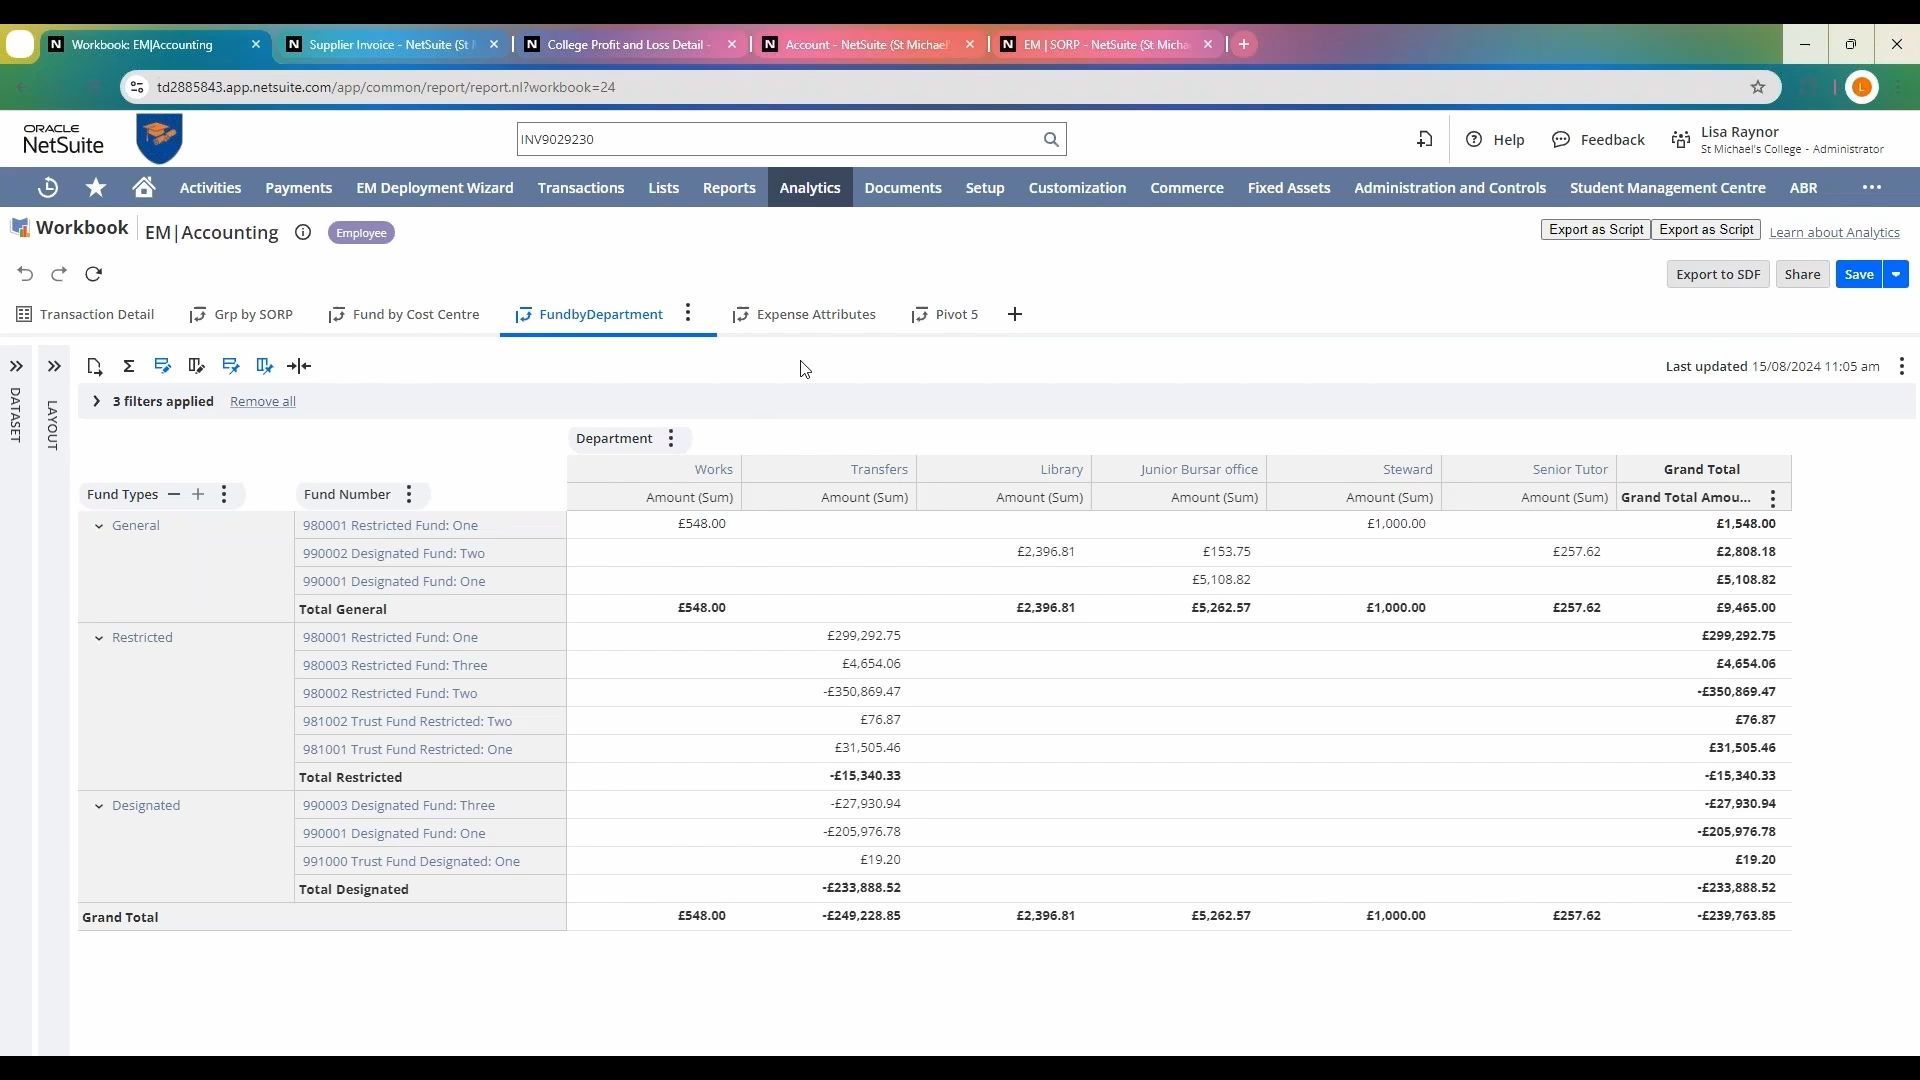 Workbook: EM|Accounting
Supplier Invoice - NetSuite (St
College Profit and Loss Detail -
Account - NetSuite (St Michael'
EM | SORP - NetSuite (St Micha
td2885843.app.netsuite.com/app/common/report/report.nl?workbook=24
L
ORACLE
NetSuite
INV9029230
Help
Feedback
Lisa Raynor
St Michael's College - Administrator
Activities
Payments
EM Deployment Wizard
Transactions
Lists
Reports
Analytics
Documents
Setup
Customization
Commerce
Fixed Assets
Administration and Controls
Student Management Centre
ABR
Workbook
EM|Accounting
Employee
Export as Script
Export as Script
Learn about Analytics
Export to SDF
Share
Save
Transaction Detail
Grp by SORP
Fund by Cost Centre
FundbyDepartment
Expense Attributes
Pivot 5
DATASET
LAYOUT
Last updated 15/08/2024 11:05 am
3 filters applied Remove all
Department
Works Transfers Library Junior Bursar office Steward Senior Tutor Grand Total
Fund Types Fund Number Amount (Sum) Amount (Sum) Amount (Sum) Amount (Sum) Amount (Sum) Amount (Sum) Grand Total Amou...
General 980001 Restricted Fund: One £548.00 £1,000.00 £1,548.00
990002 Designated Fund: Two £2,396.81 £153.75 £257.62 £2,808.18
990001 Designated Fund: One £5,108.82 £5,108.82
Total General £548.00 £2,396.81 £5,262.57 £1,000.00 £257.62 £9,465.00
Restricted 980001 Restricted Fund: One £299,292.75 £299,292.75
980003 Restricted Fund: Three £4,654.06 £4,654.06
980002 Restricted Fund: Two -£350,869.47 -£350,869.47
981002 Trust Fund Restricted: Two £76.87 £76.87
981001 Trust Fund Restricted: One £31,505.46 £31,505.46
Total Restricted -£15,340.33 -£15,340.33
Designated 990003 Designated Fund: Three -£27,930.94 -£27,930.94
990001 Designated Fund: One -£205,976.78 -£205,976.78
991000 Trust Fund Designated: One £19.20 £19.20
Total Designated -£233,888.52 -£233,888.52
Grand Total £548.00 -£249,228.85 £2,396.81 £5,262.57 £1,000.00 £257.62 -£239,763.85